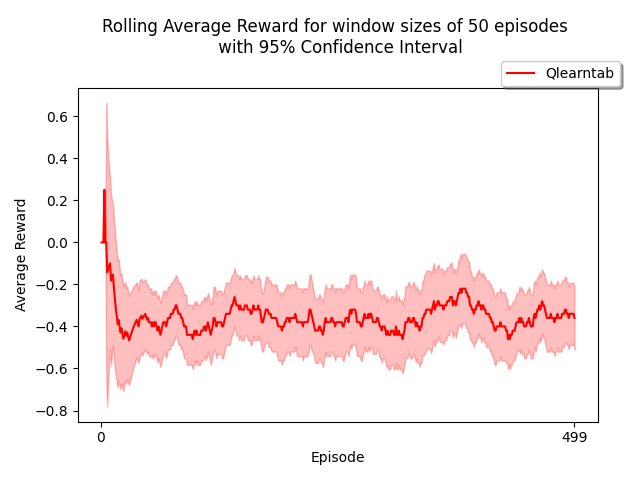 Rolling Average Reward for window sizes of 50 episodes
with 95% Confidence Interval
Qlearntab
Average Reward
0.6
0.4
0.2
0.0
−0.2
−0.4
−0.6
−0.8
0
499
Episode